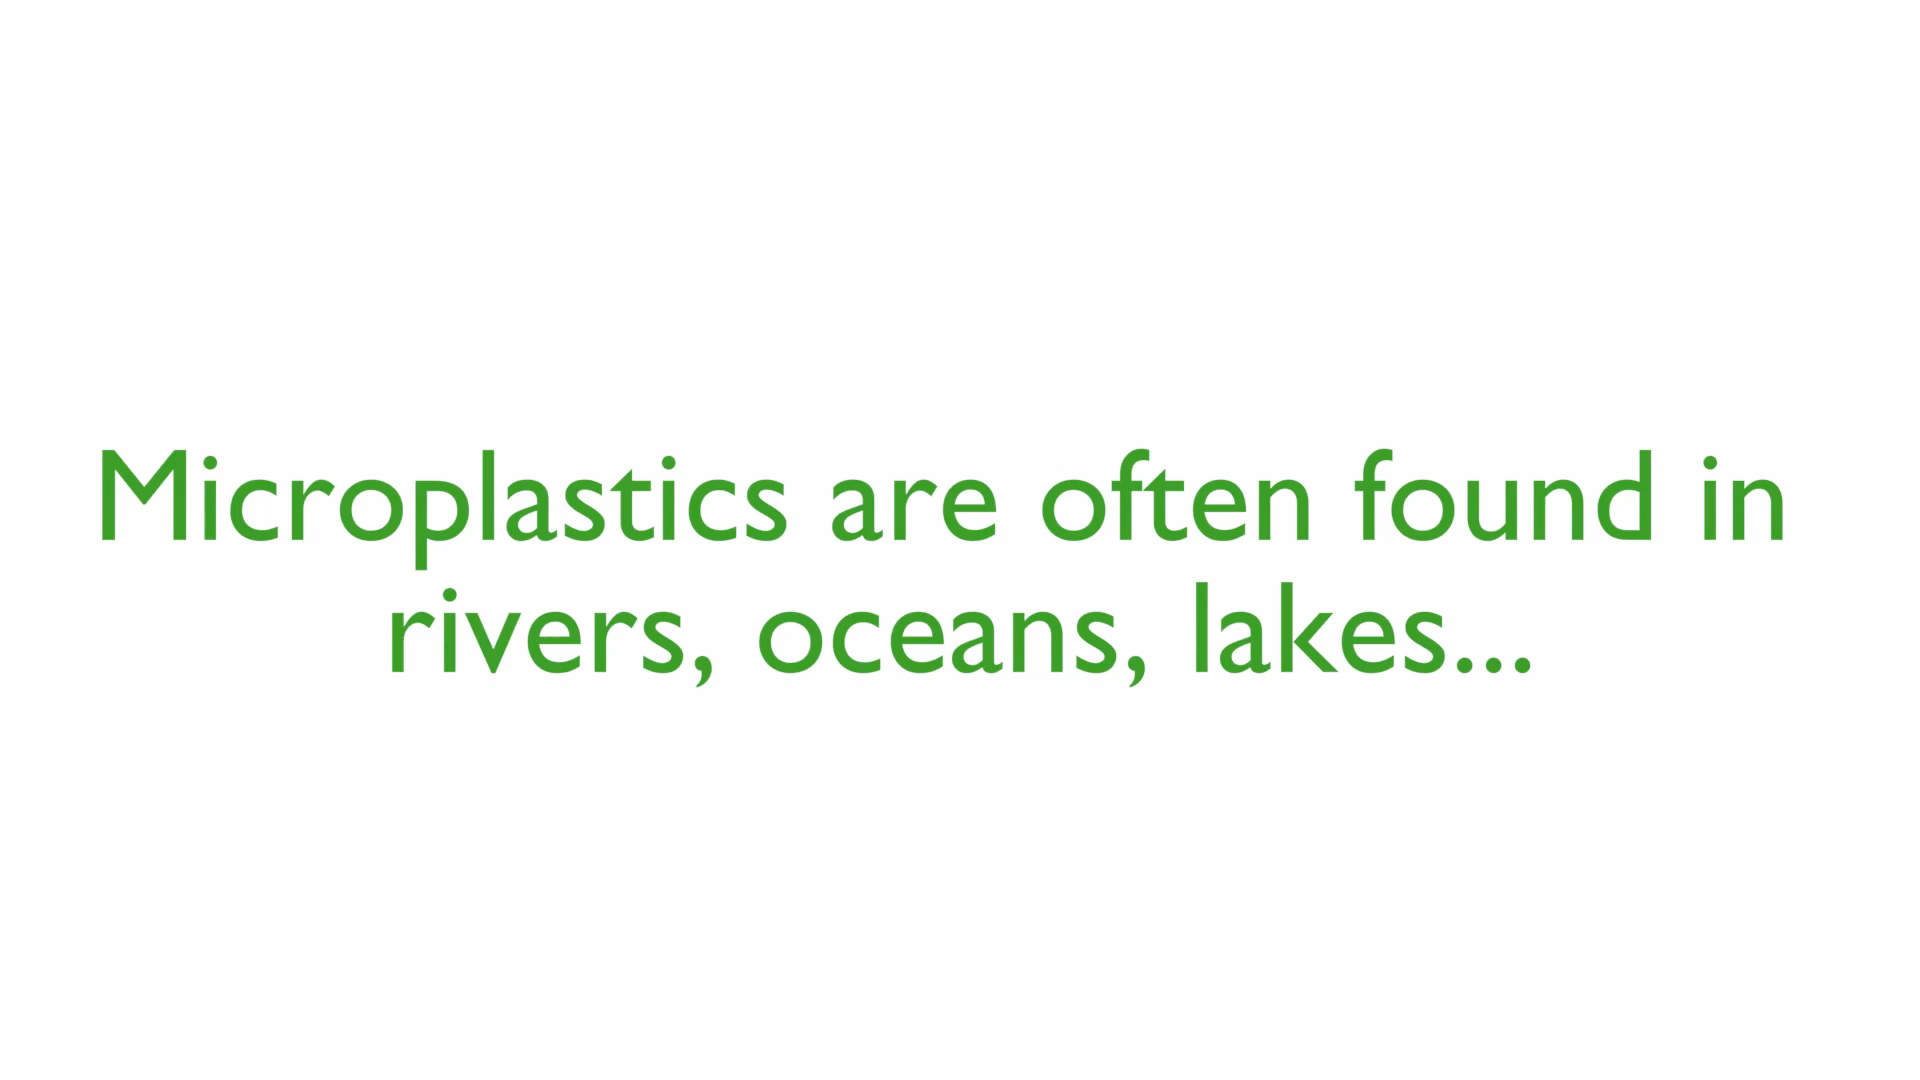 Microplastics are often found in
rivers, oceans, lakes...